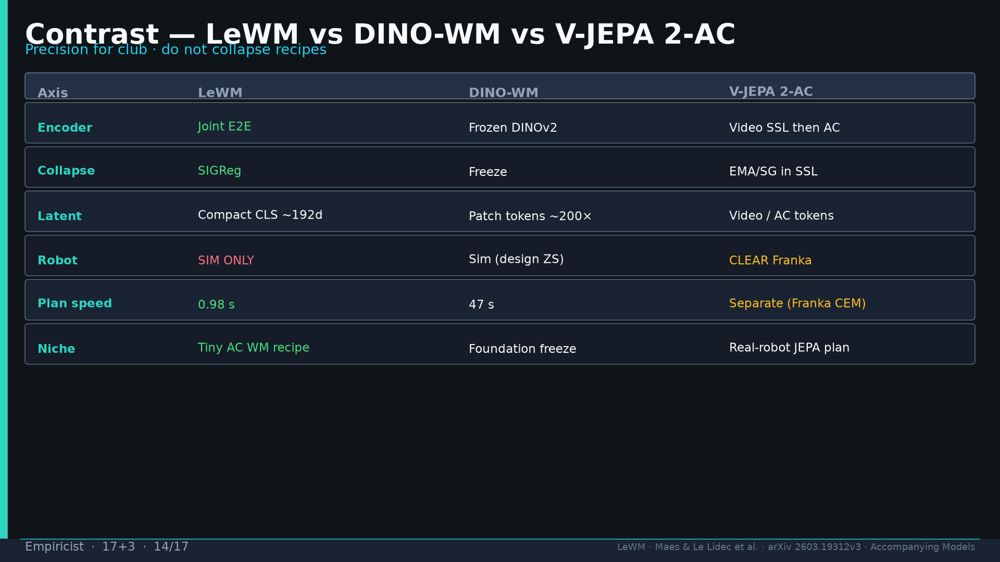 Contrast — LeWM vs DINO-WM vs V-JEPA 2-AC
Precision for club · do not collapse recipes
Axis LeWM DINO-WM V-JEPA 2-AC
Encoder Joint E2E Frozen DINOv2 Video SSL then AC
Collapse SIGReg Freeze EMA/SG in SSL
Latent Compact CLS ~192d Patch tokens ~200× Video / AC tokens
Robot SIM ONLY Sim (design ZS) CLEAR Franka
Plan speed 0.98 s 47 s Separate (Franka CEM)
Niche Tiny AC WM recipe Foundation freeze Real-robot JEPA plan
Empiricist · 17+3 · 14/17
LeWM · Maes & Le Lidec et al. · arXiv 2603.19312v3 · Accompanying Models